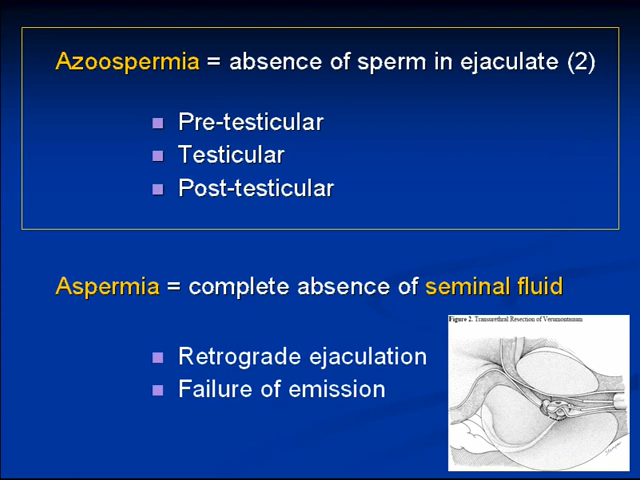 Azoospermia = absence of sperm in ejaculate (2)
Pre-testicular
Testicular
Post-testicular
Aspermia = complete absence of seminal fluid
Figure 2. Transurethral Resection of Verumontanum
Retrograde ejaculation
Failure of emission